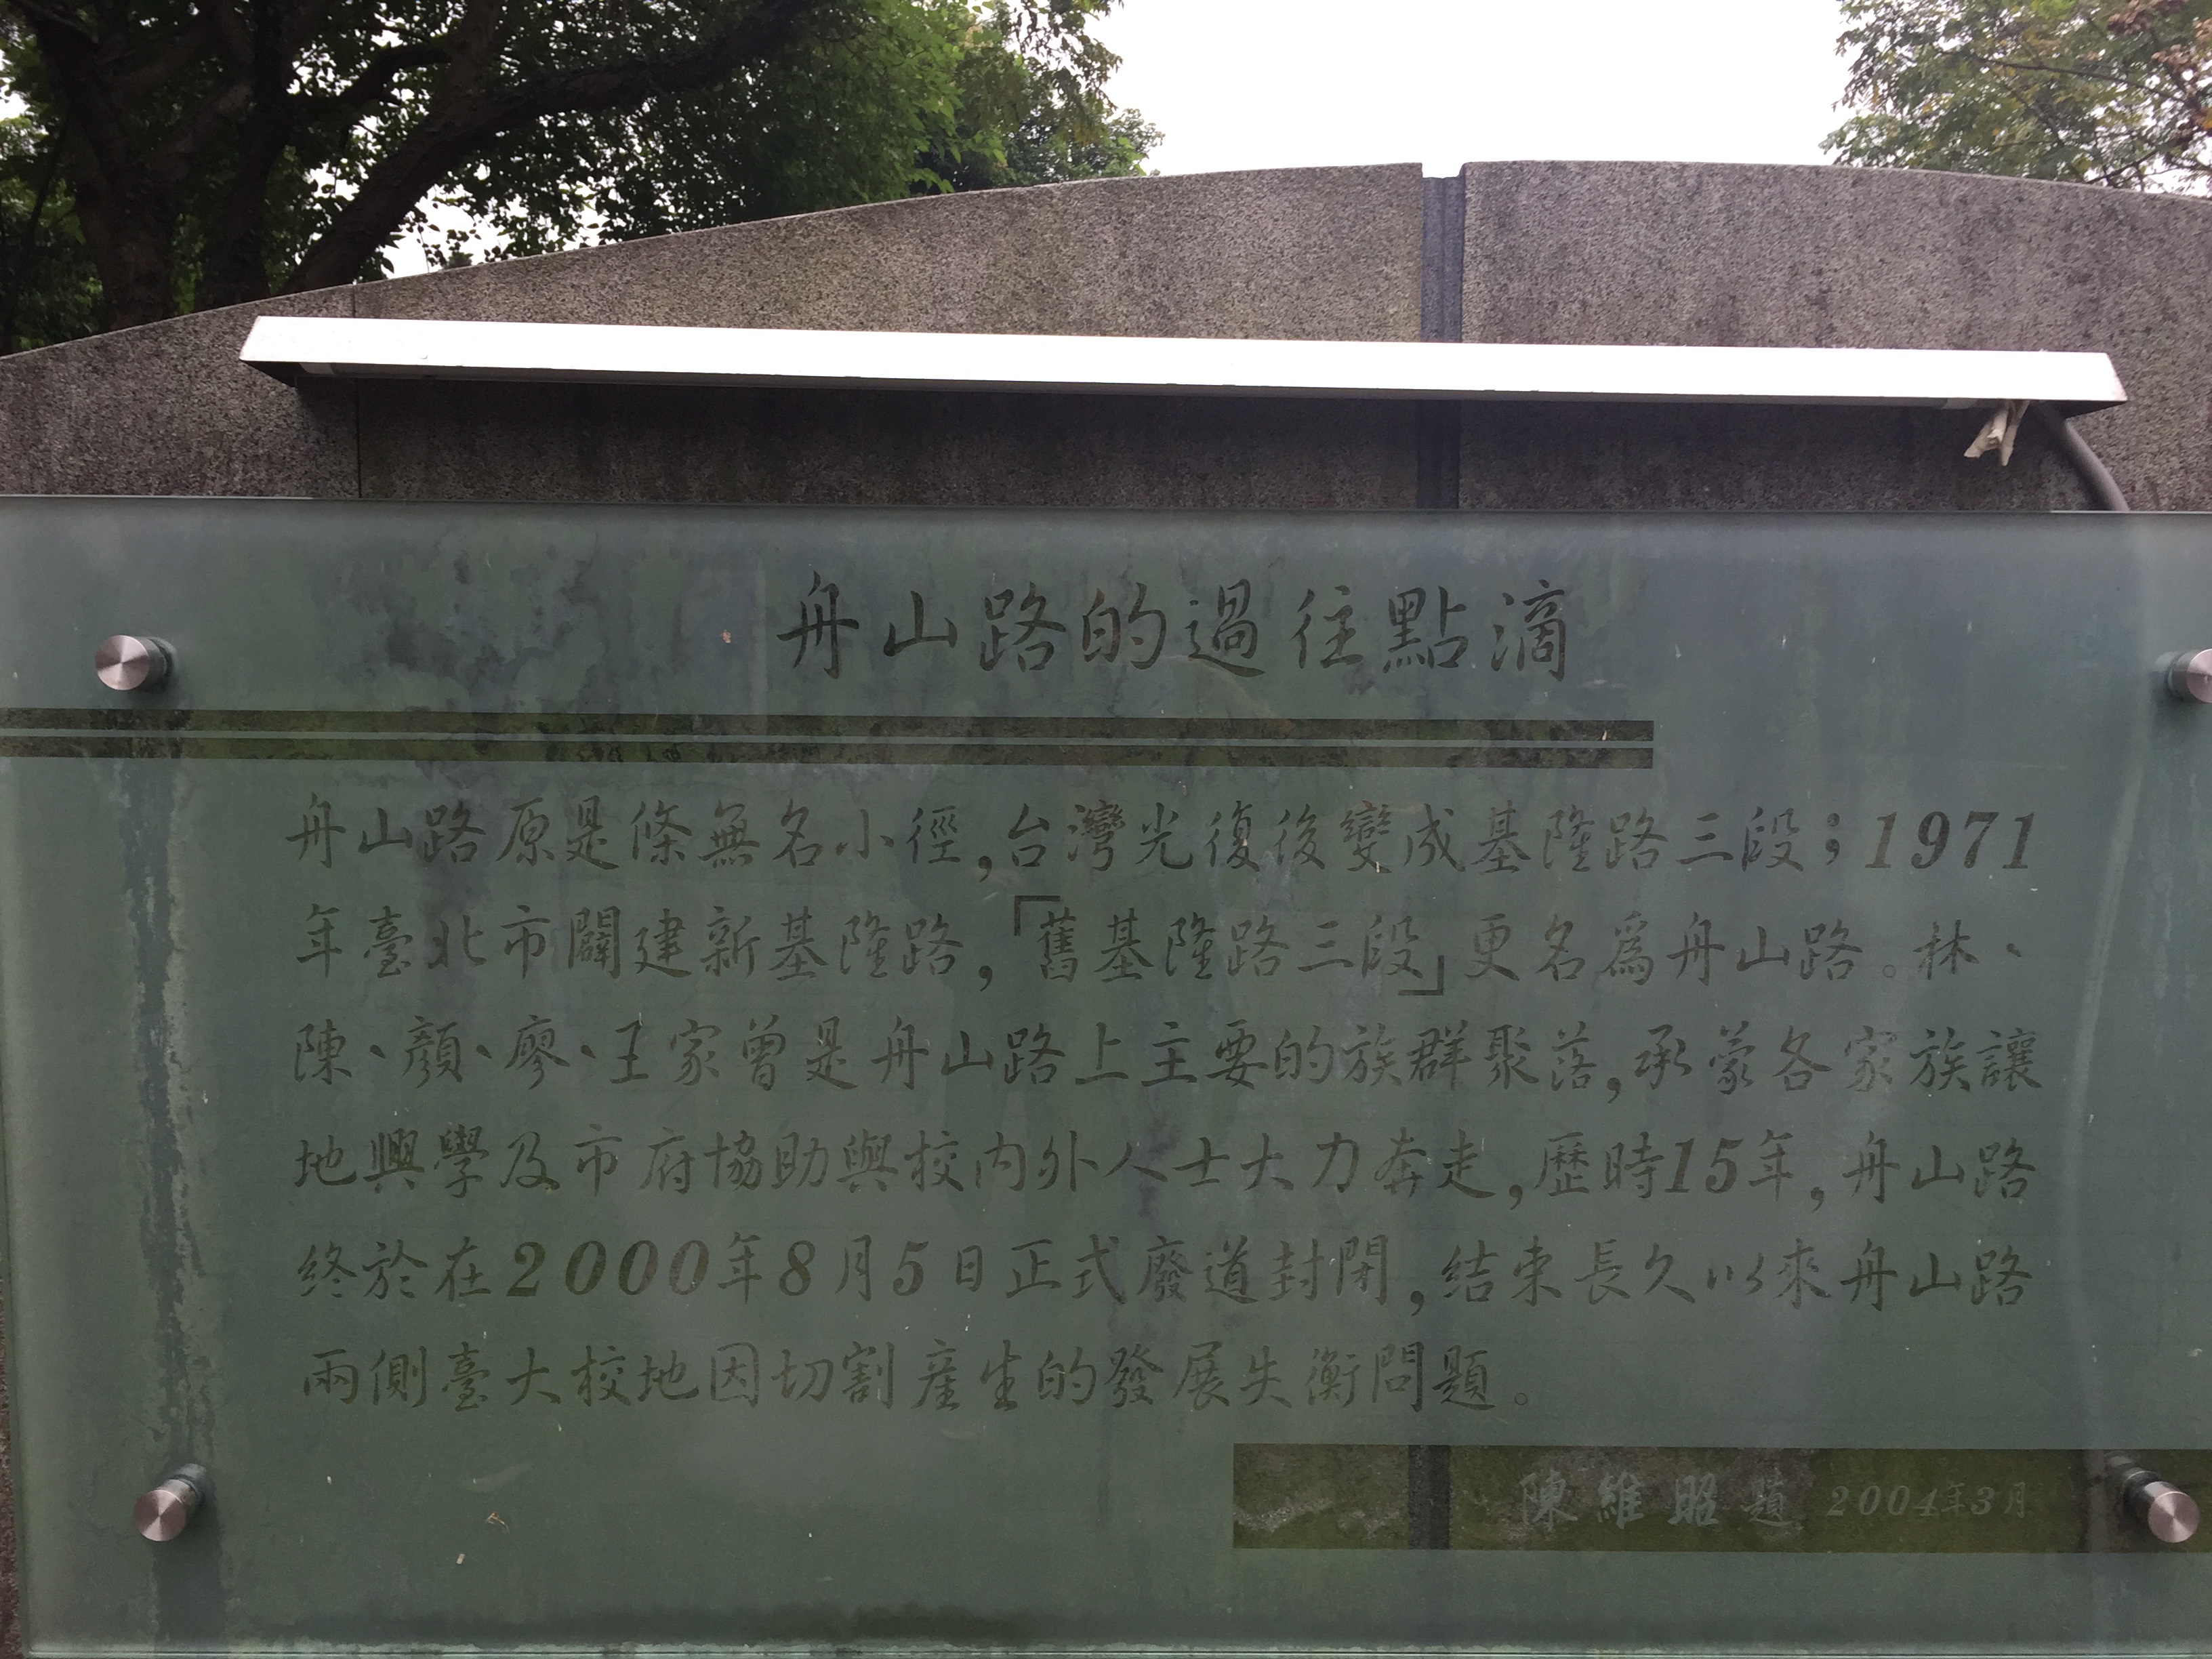 舟山路的過往點滴
舟山路原是條無名小徑,台灣光復後變成基隆路三段;1971
年臺北市闢建新基隆路,「舊基隆路三段」更名爲舟山路。林、
陳、顏、廖、王家曾是舟山路上主要的族群聚落,承蒙各家族讓
地興學及市府協助與校內外人士大力奔走,歷時15年,舟山路
終於在2000年8月5日正式廢道封閉,結束長久以來舟山路
兩側臺大校地因切割產生的發展失衡問題。
陳維昭 題 2004年3月